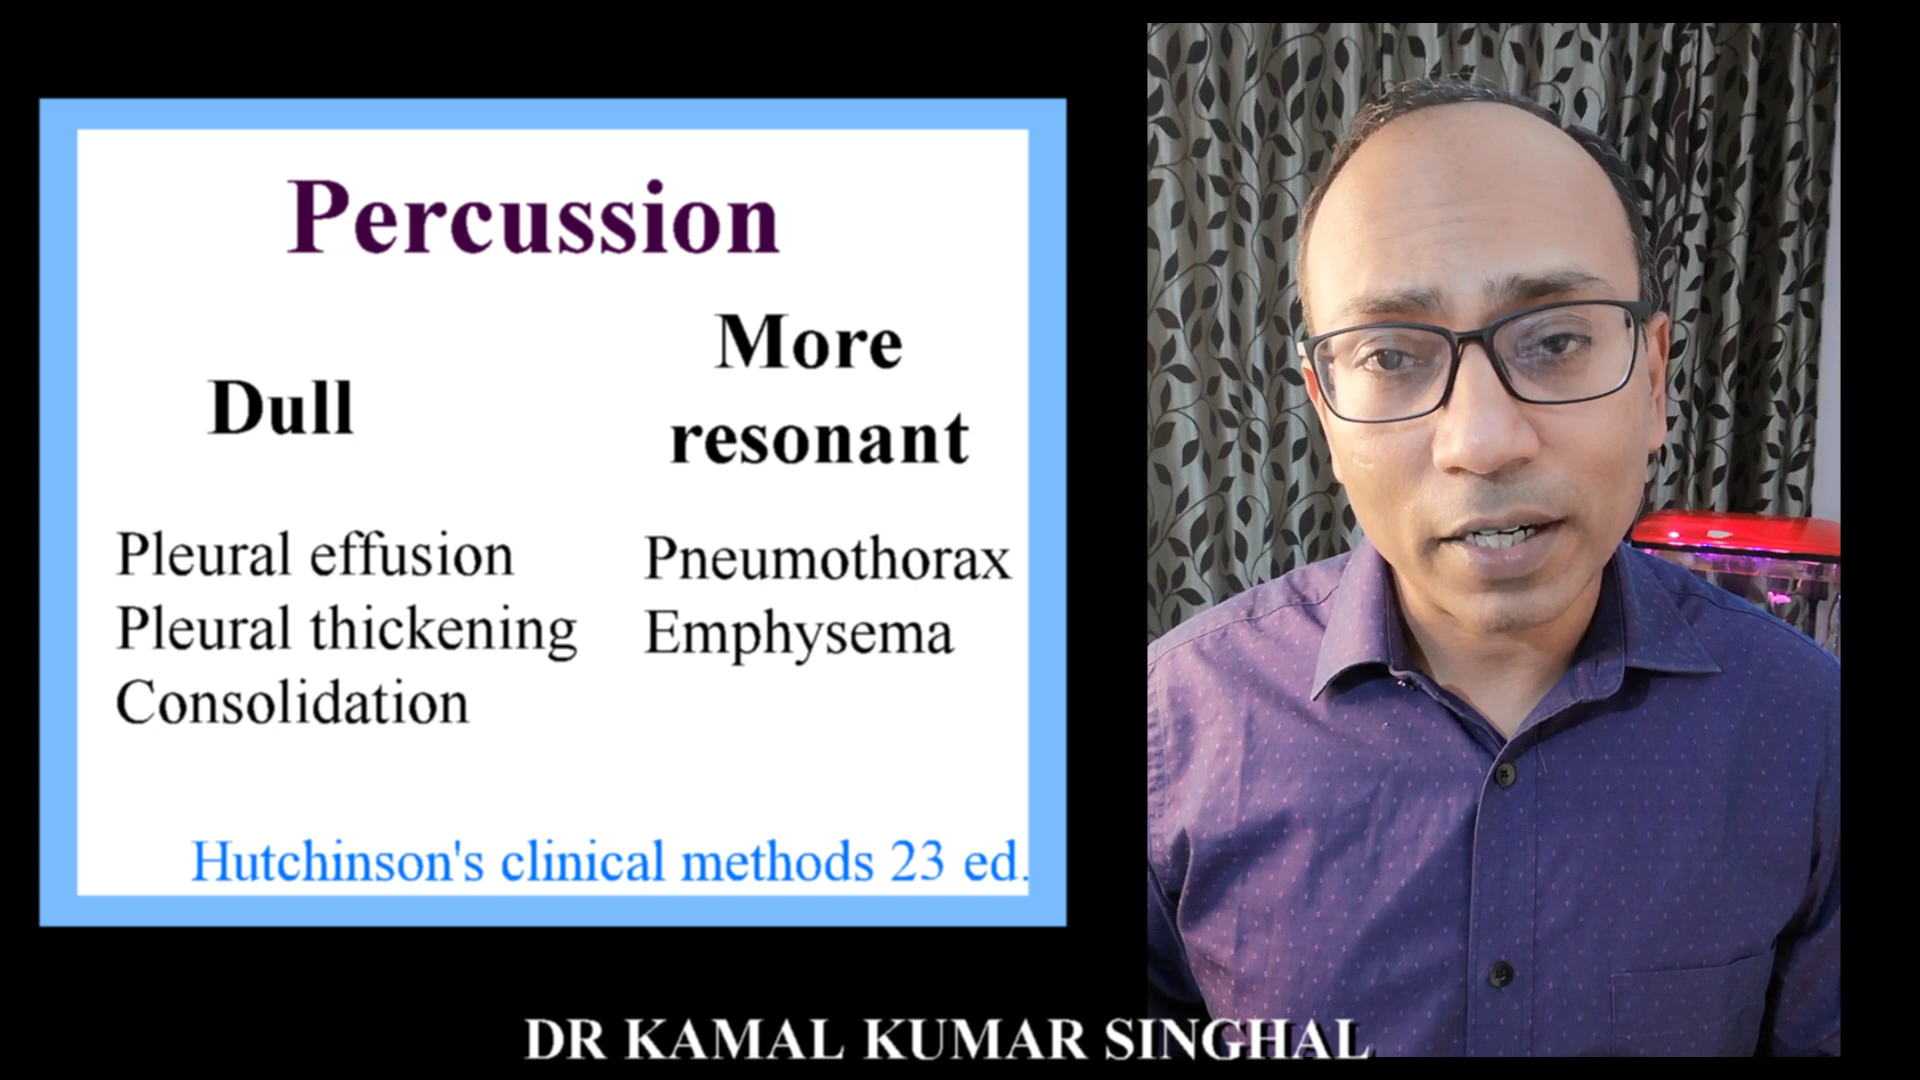 Percussion
Dull
More
resonant
Pleural effusion
Pleural thickening
Consolidation
Pneumothorax
Emphysema
Hutchinson's clinical methods 23 ed.
DR KAMAL KUMAR SINGHAL